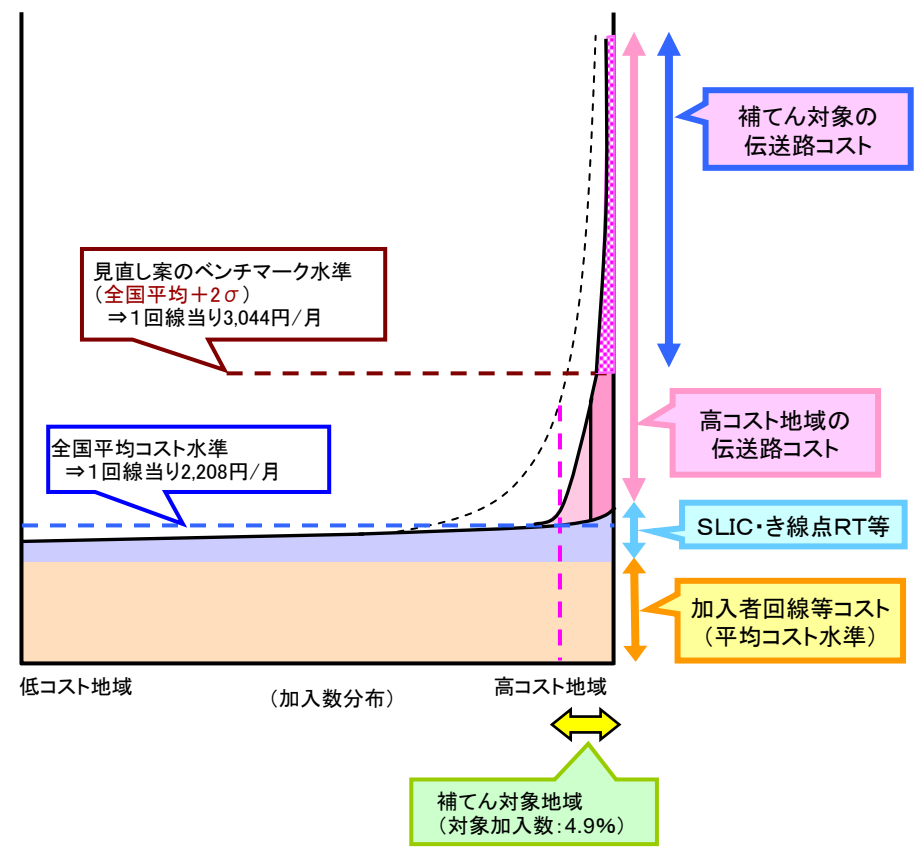 補てん対象の
伝送路コスト
見直し案のベンチマーク水準
（全国平均＋2σ）
⇒１回線当り3,044円/月
高コスト地域の
伝送路コスト
全国平均コスト水準
⇒１回線当り2,208円/月
SLIC・き線点RT等
加入者回線等コスト
（平均コスト水準）
低コスト地域
（加入数分布）
高コスト地域
補てん対象地域
（対象加入数：4.9%）